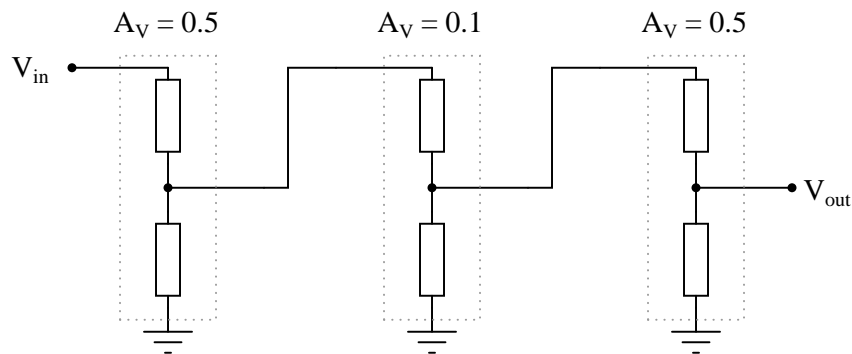 A_V = 0.5 A_V = 0.1 A_V = 0.5
V_in
V_out